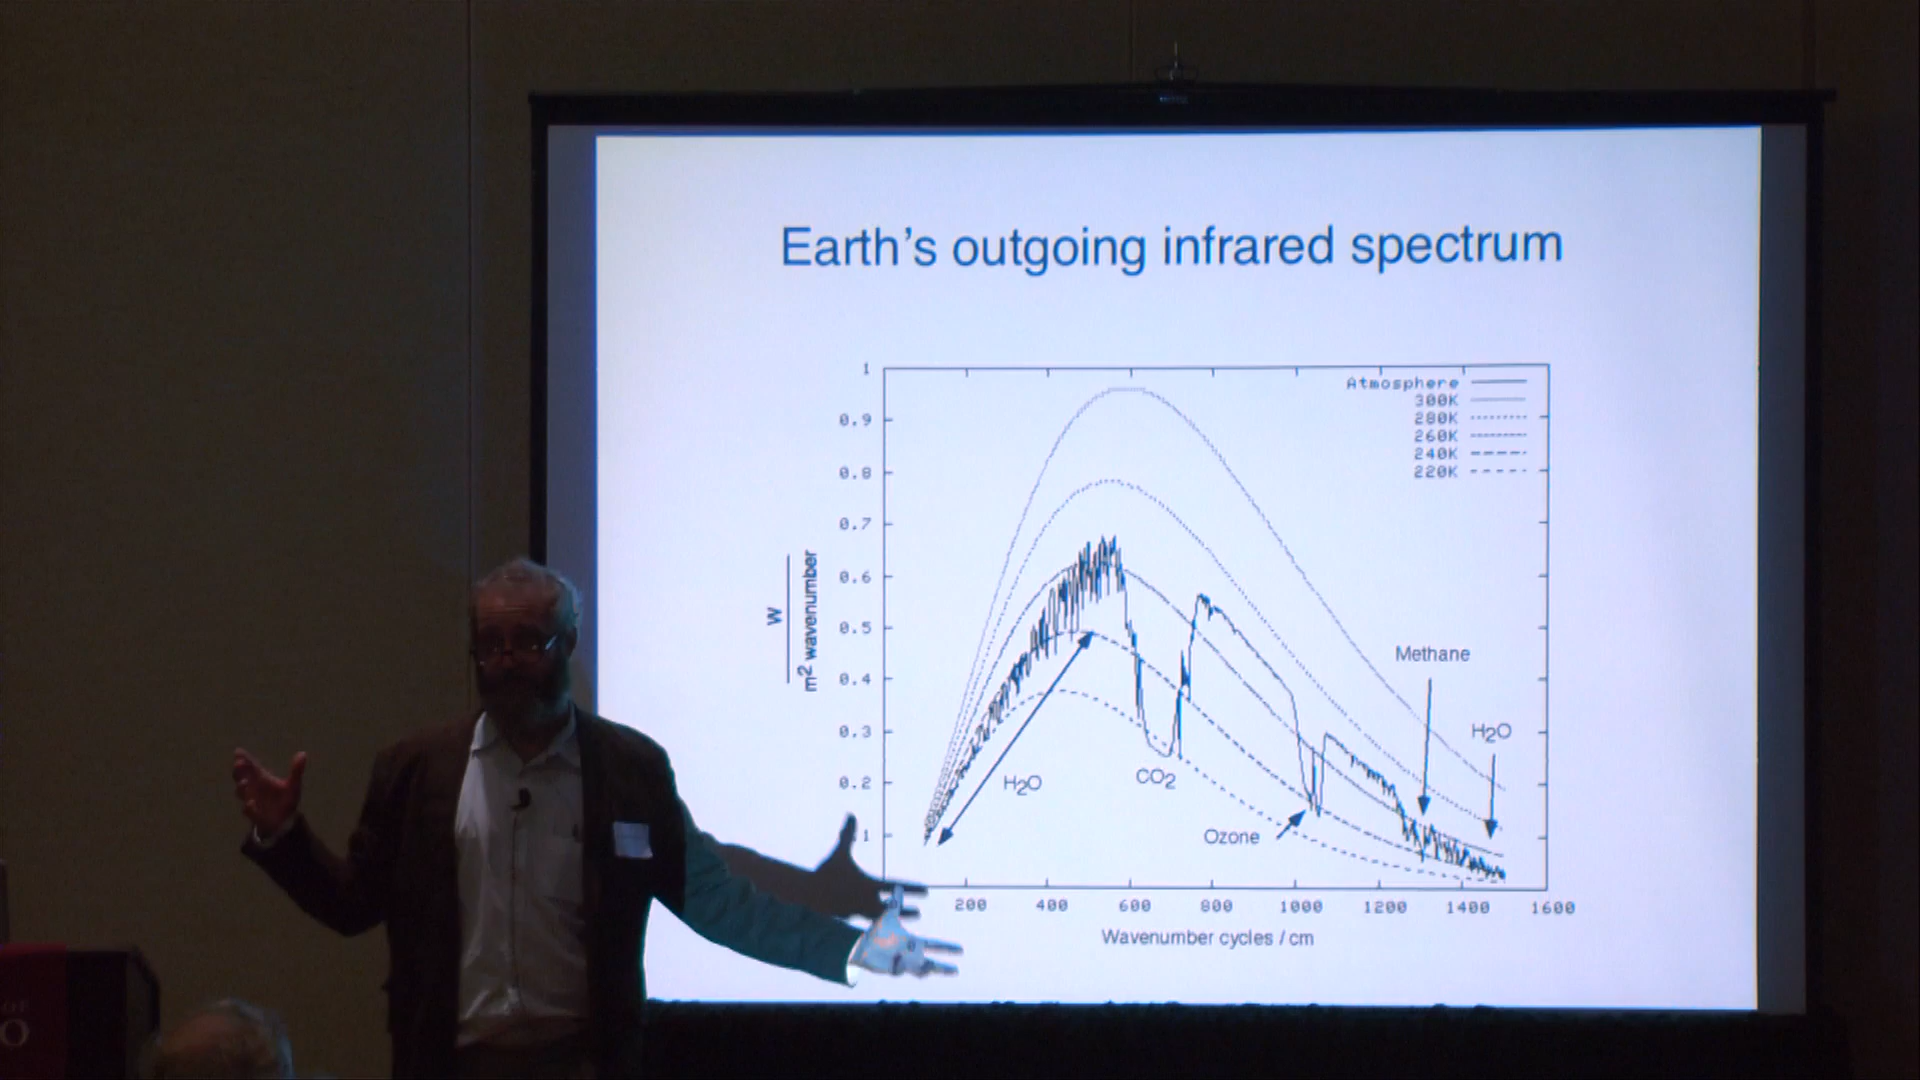 Earth's outgoing infrared spectrum
1
0.9
0.8
0.7
0.6
0.5
0.4
0.3
0.2
1
W
m2 wavenumber
Atmosphere
300K
280K
260K
240K
220K
Methane
H2O
H2O
CO2
Ozone
200 400 600 800 1000 1200 1400 1600
Wavenumber cycles / cm
O